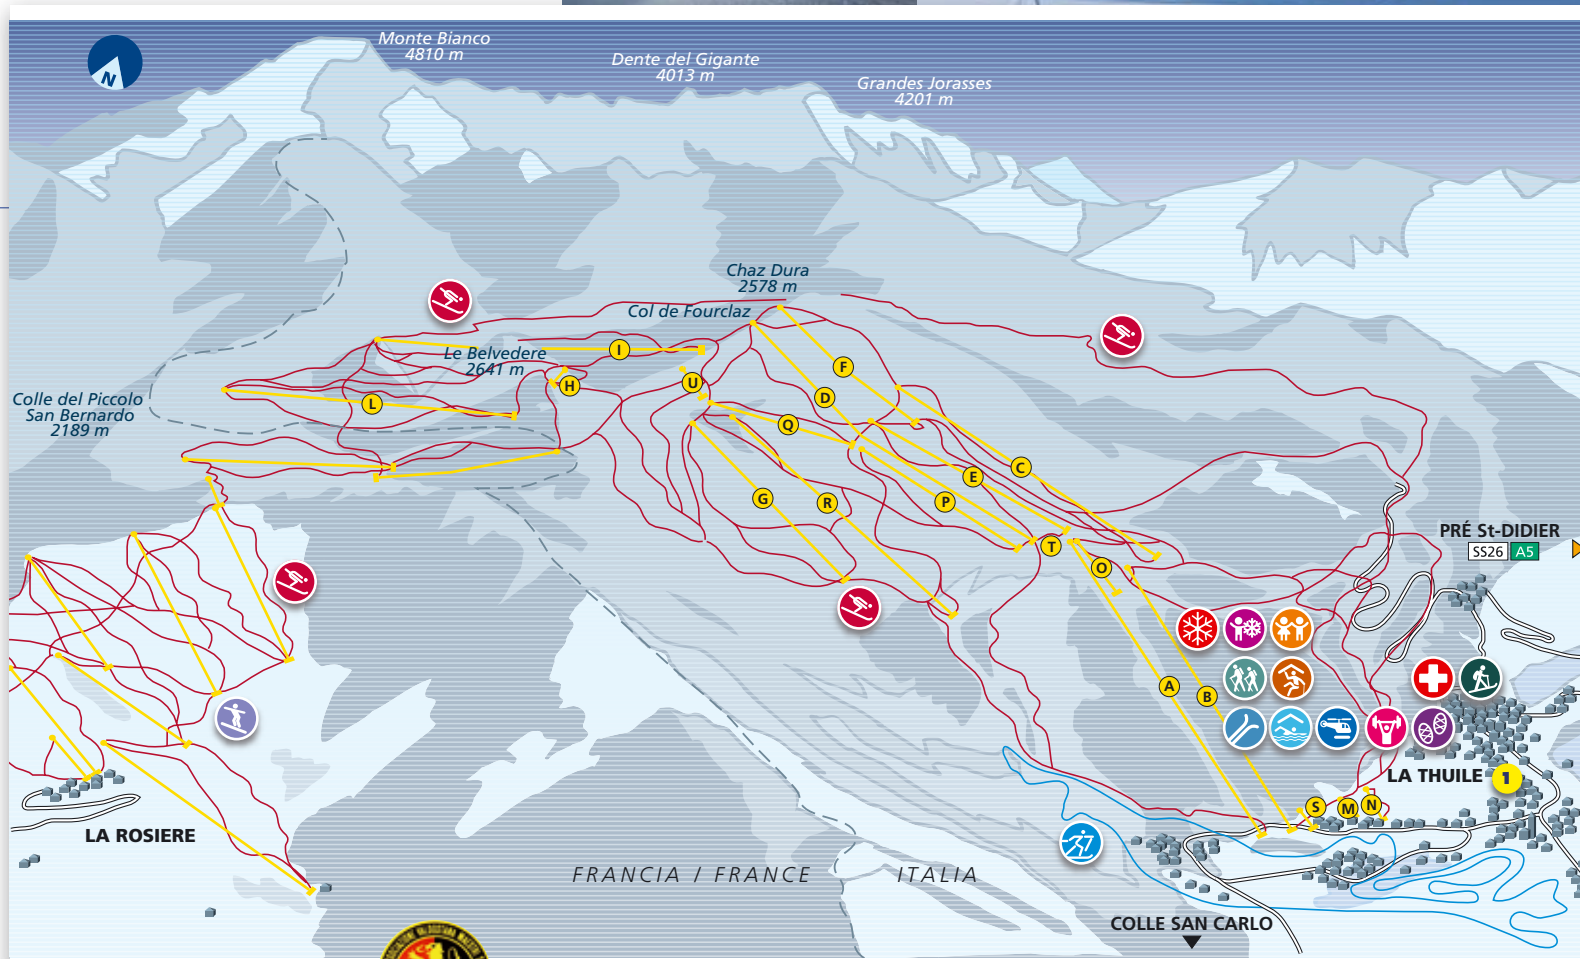 N
Monte Bianco
4810 m
Dente del Gigante
4013 m
Grandes Jorasses
4201 m
Chaz Dura
2578 m
Col de Fourclaz
Le Belvedere
2641 m
Colle del Piccolo
San Bernardo
2189 m
I
H
U
L
F
D
Q
C
E
P
G
R
T
O
PRÉ St-DIDIER
SS26 A5
A
B
LA THUILE 1
S
M
N
LA ROSIERE
FRANCIA / FRANCE
ITALIA
COLLE SAN CARLO